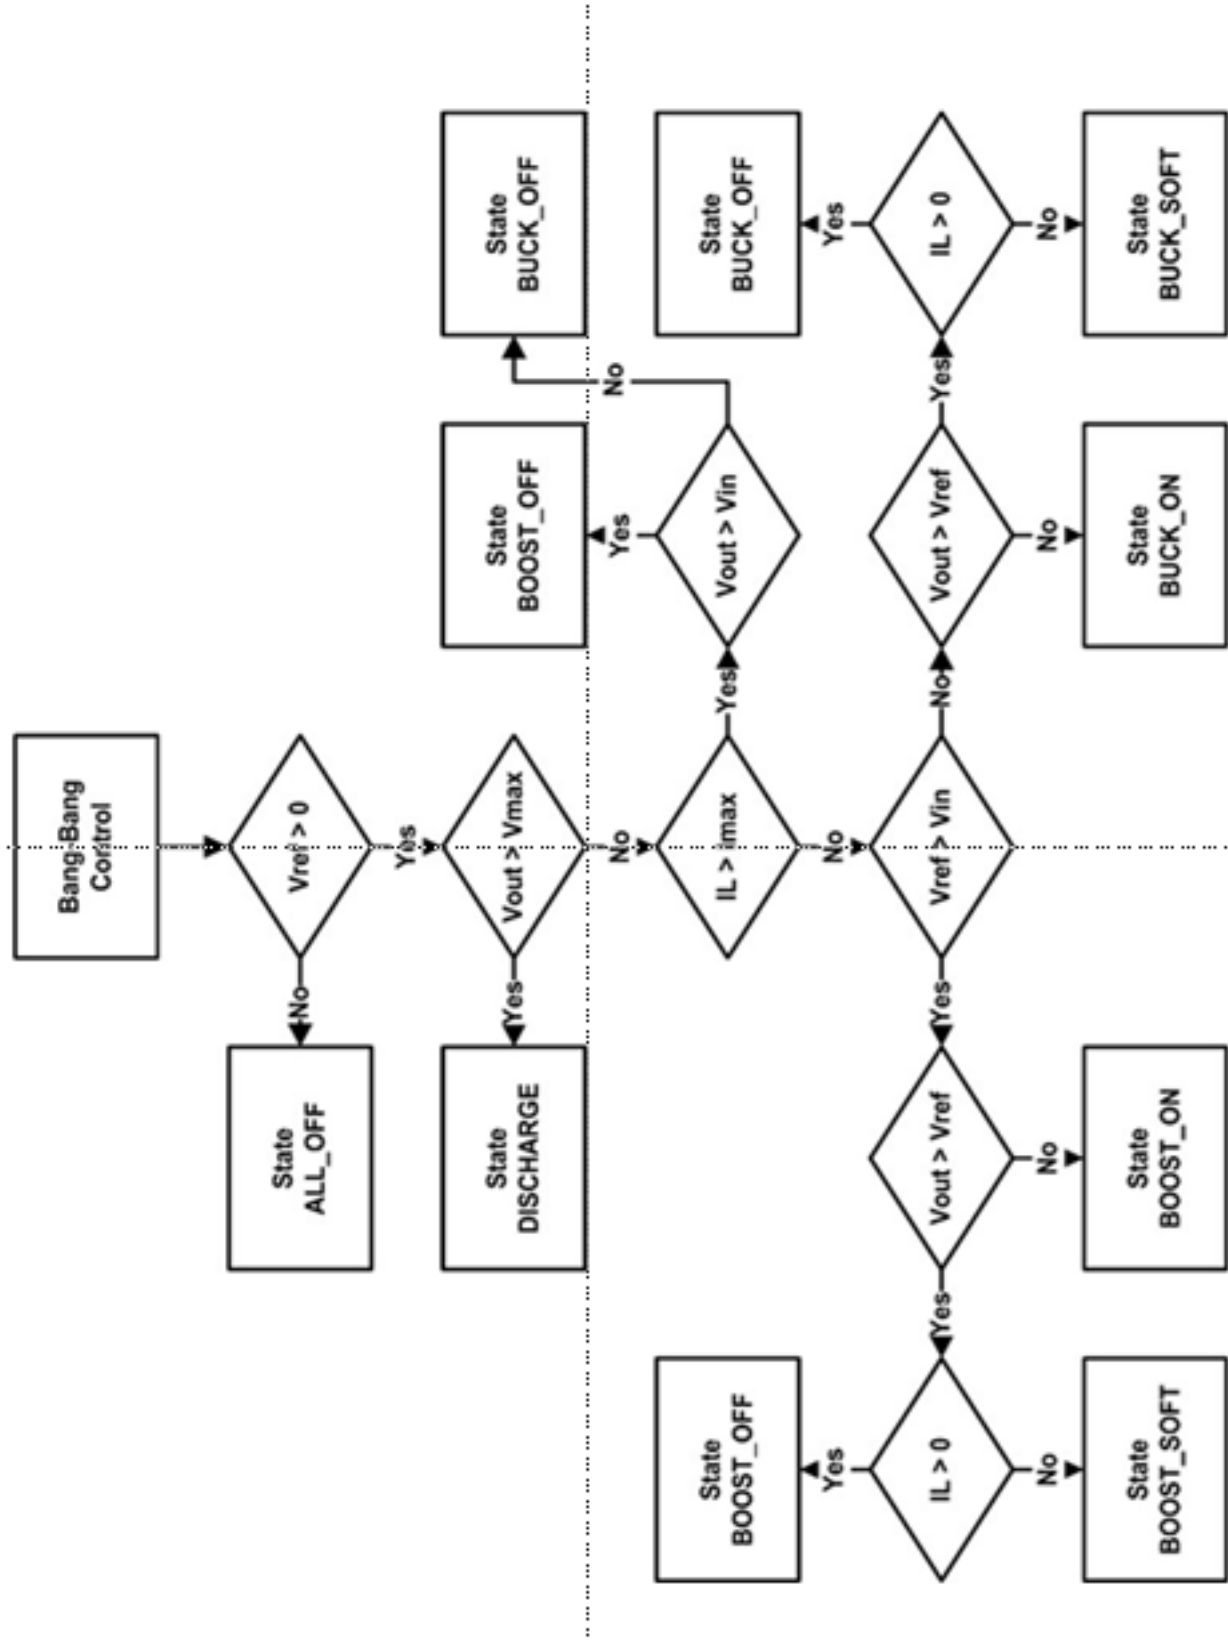 Bang-Bang
Control
Vref > 0
No
State
ALL_OFF
Yes
Vout > Vmax
Yes
State
DISCHARGE
No
IL > Imax
Yes
Vout > Vin
Yes
State
BOOST_OFF
No
State
BUCK_OFF
No
Vref > Vin
Yes
Vout > Vref
Yes
IL > 0
Yes
State
BOOST_OFF
No
State
BOOST_SOFT
No
State
BOOST_ON
No
Vout > Vref
Yes
IL > 0
Yes
State
BUCK_OFF
No
State
BUCK_SOFT
No
State
BUCK_ON